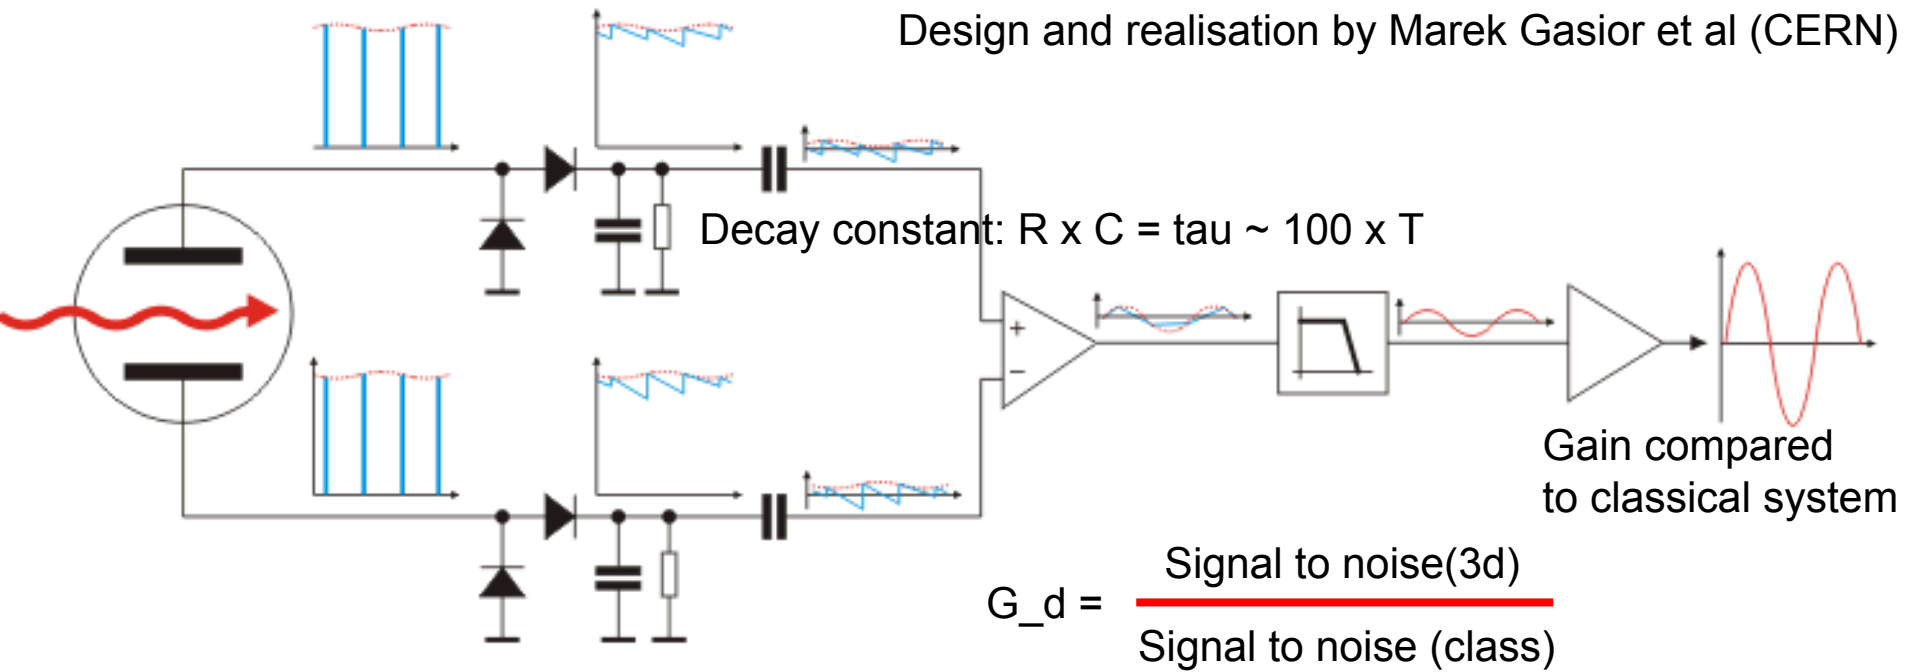 Design and realisation by Marek Gasior et al (CERN)
Decay constant: R x C = tau ~ 100 x T
+
−
Gain compared
to classical system
Signal to noise(3d)
G_d =
Signal to noise (class)